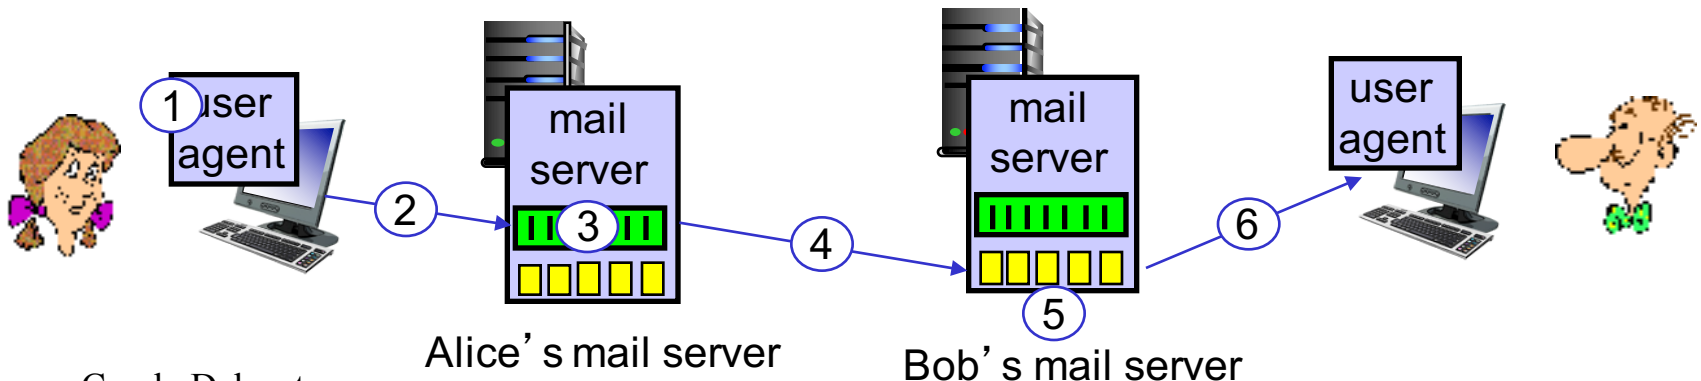 1
user
agent
2
mail
server
3
Alice's mail server
4
mail
server
5
Bob's mail server
6
user
agent